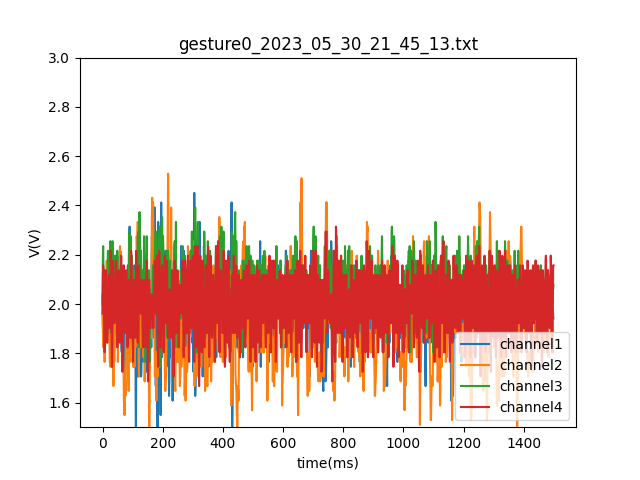 gesture0_2023_05_30_21_45_13.txt
V(V)
3.0
2.8
2.6
2.4
2.2
2.0
1.8
1.6
channel1
channel2
channel3
channel4
0 200 400 600 800 1000 1200 1400
time(ms)